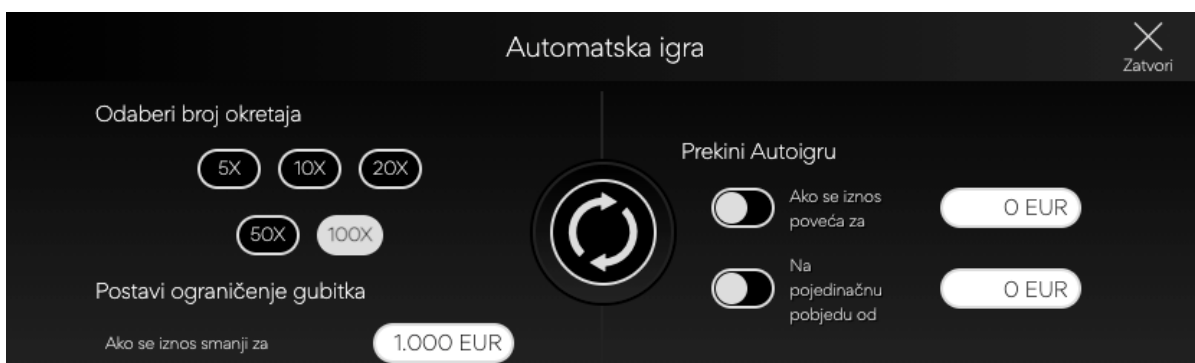 Automatska igra
Zatvori
Odaberi broj okretaja
5X 10X 20X
50X 100X
Postavi ograničenje gubitka
Ako se iznos smanji za 1.000 EUR
Prekini Autoigru
Ako se iznos
poveća za
0 EUR
Na
pojedinačnu
pobjedu od
0 EUR